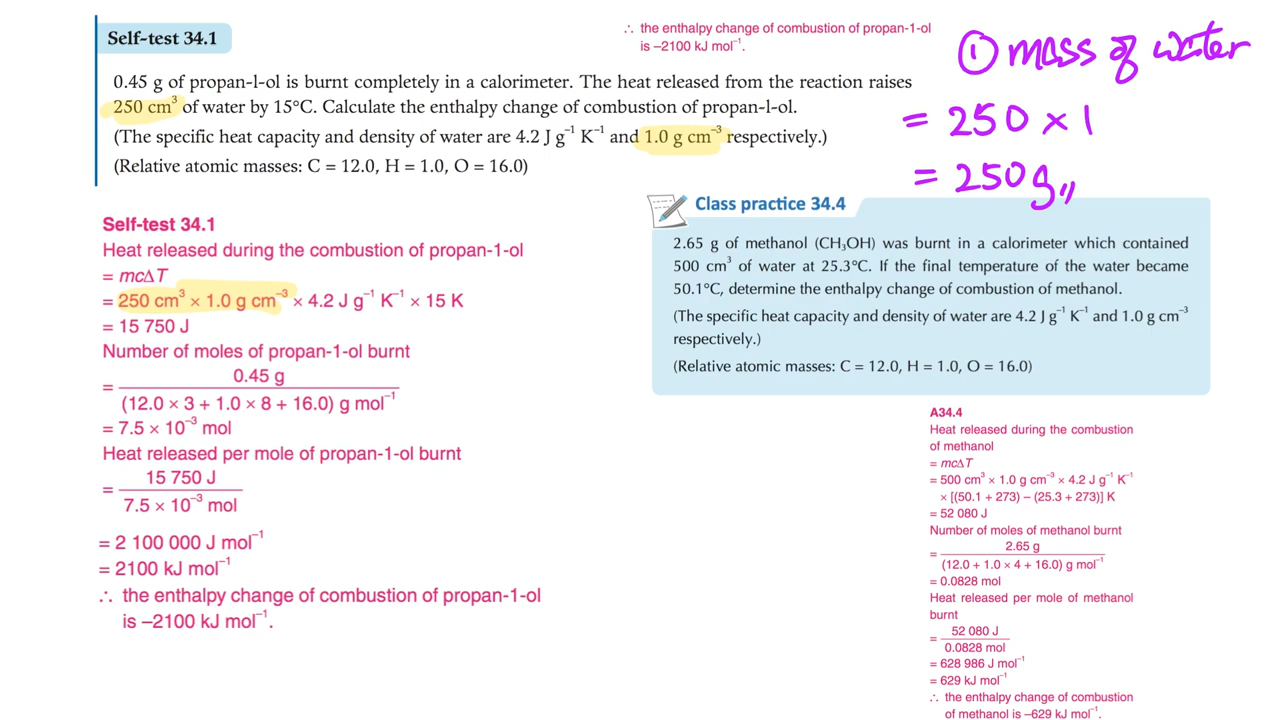 Self-test 34.1
0.45 g of propan-l-ol is burnt completely in a calorimeter. The heat released from the reaction raises
250 cm³ of water by 15°C. Calculate the enthalpy change of combustion of propan-l-ol.
(The specific heat capacity and density of water are 4.2 J g⁻¹ K⁻¹ and 1.0 g cm⁻³ respectively.)
(Relative atomic masses: C = 12.0, H = 1.0, O = 16.0)
∴ the enthalpy change of combustion of propan-1-ol
is –2100 kJ mol⁻¹.
① mass of water
= 250 × 1
= 250g,,
Self-test 34.1
Heat released during the combustion of propan-1-ol
= mcΔT
= 250 cm³ × 1.0 g cm⁻³ × 4.2 J g⁻¹ K⁻¹ × 15 K
= 15 750 J
Number of moles of propan-1-ol burnt
= 0.45 g
(12.0 × 3 + 1.0 × 8 + 16.0) g mol⁻¹
= 7.5 × 10⁻³ mol
Heat released per mole of propan-1-ol burnt
= 15 750 J
7.5 × 10⁻³ mol
= 2 100 000 J mol⁻¹
= 2100 kJ mol⁻¹
∴ the enthalpy change of combustion of propan-1-ol
is –2100 kJ mol⁻¹.
Class practice 34.4
2.65 g of methanol (CH₃OH) was burnt in a calorimeter which contained
500 cm³ of water at 25.3°C. If the final temperature of the water became
50.1°C, determine the enthalpy change of combustion of methanol.
(The specific heat capacity and density of water are 4.2 J g⁻¹ K⁻¹ and 1.0 g cm⁻³
respectively.)
(Relative atomic masses: C = 12.0, H = 1.0, O = 16.0)
A34.4
Heat released during the combustion
of methanol
= mcΔT
= 500 cm³ × 1.0 g cm⁻³ × 4.2 J g⁻¹ K⁻¹
× [(50.1 + 273) – (25.3 + 273)] K
= 52 080 J
Number of moles of methanol burnt
= 2.65 g
(12.0 + 1.0 × 4 + 16.0) g mol⁻¹
= 0.0828 mol
Heat released per mole of methanol
burnt
= 52 080 J
0.0828 mol
= 628 986 J mol⁻¹
= 629 kJ mol⁻¹
∴ the enthalpy change of combustion
of methanol is –629 kJ mol⁻¹.